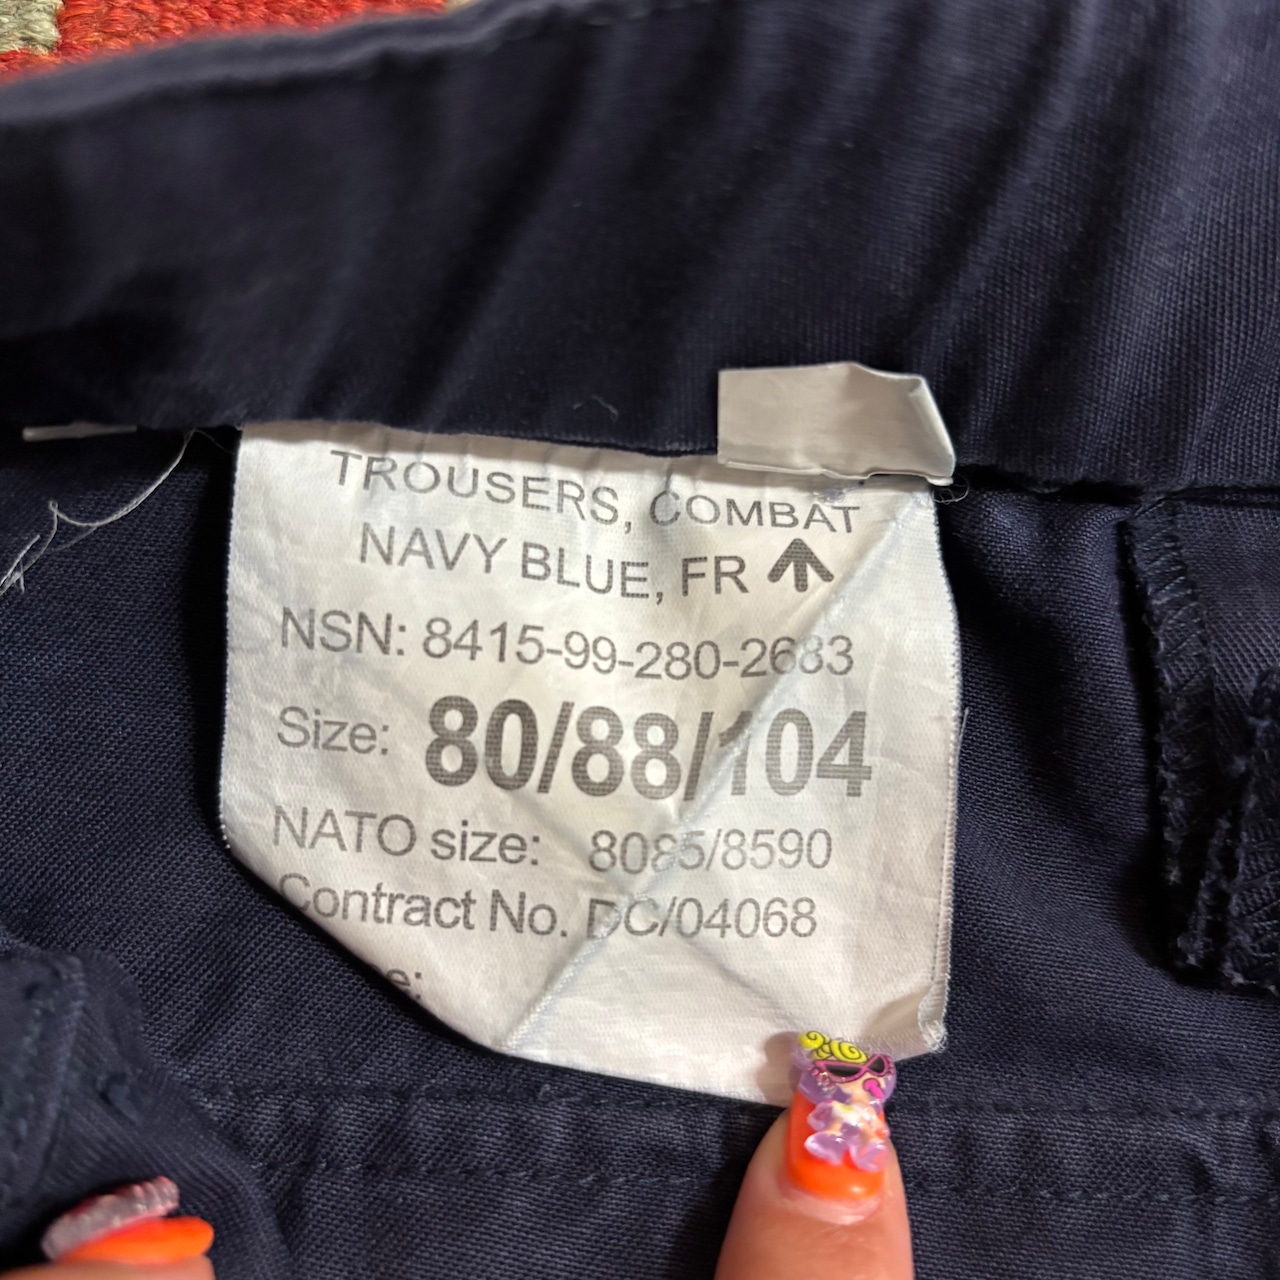 TROUSERS, COMBAT
NAVY BLUE, FR
NSN: 8415-99-280-2683
Size: 80/88/104
NATO size: 8085/8590
Contract No. DC/04068